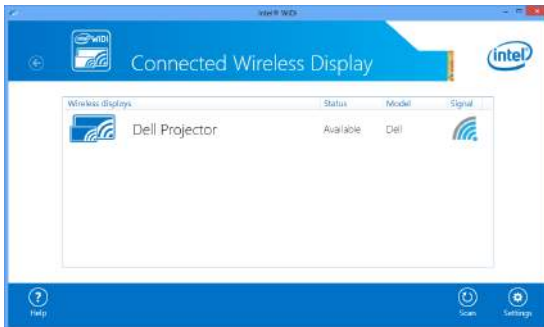 Intel® WiDi
WiDi
Connected Wireless Display
intel
Wireless displays Status Model Signal
Dell Projector Available Dell
?
Help Scan Settings